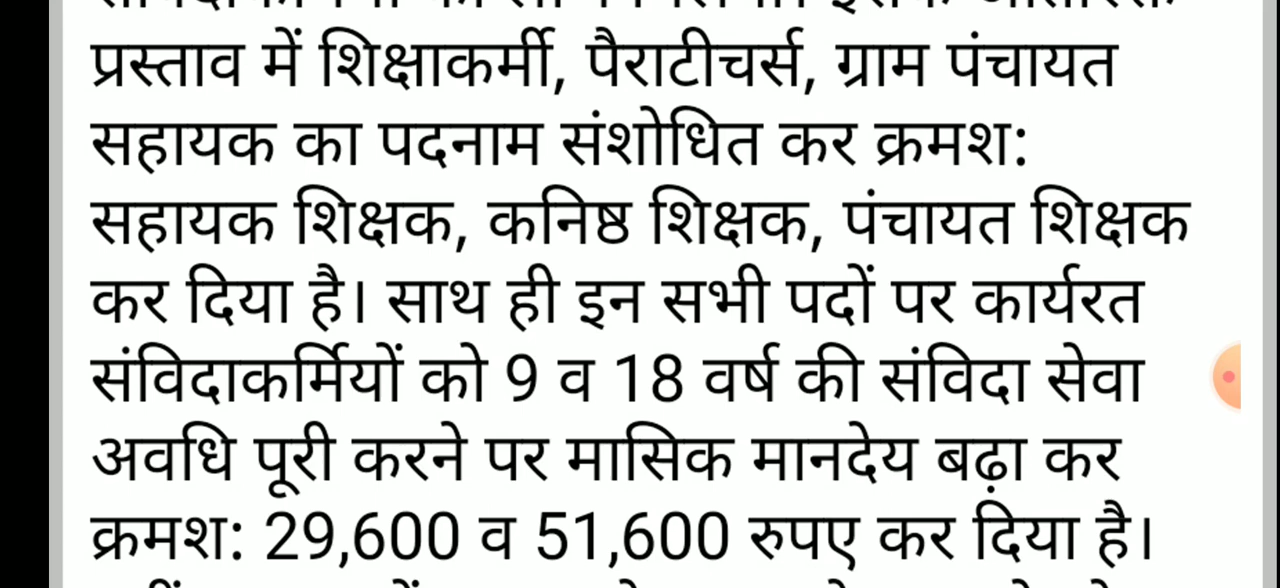 प्रस्ताव में शिक्षाकर्मी, पैराटीचर्स, ग्राम पंचायत
सहायक का पदनाम संशोधित कर क्रमश:
सहायक शिक्षक, कनिष्ठ शिक्षक, पंचायत शिक्षक
कर दिया है। साथ ही इन सभी पदों पर कार्यरत
संविदाकर्मियों को 9 व 18 वर्ष की संविदा सेवा
अवधि पूरी करने पर मासिक मानदेय बढ़ा कर
क्रमश: 29,600 व 51,600 रुपए कर दिया है।